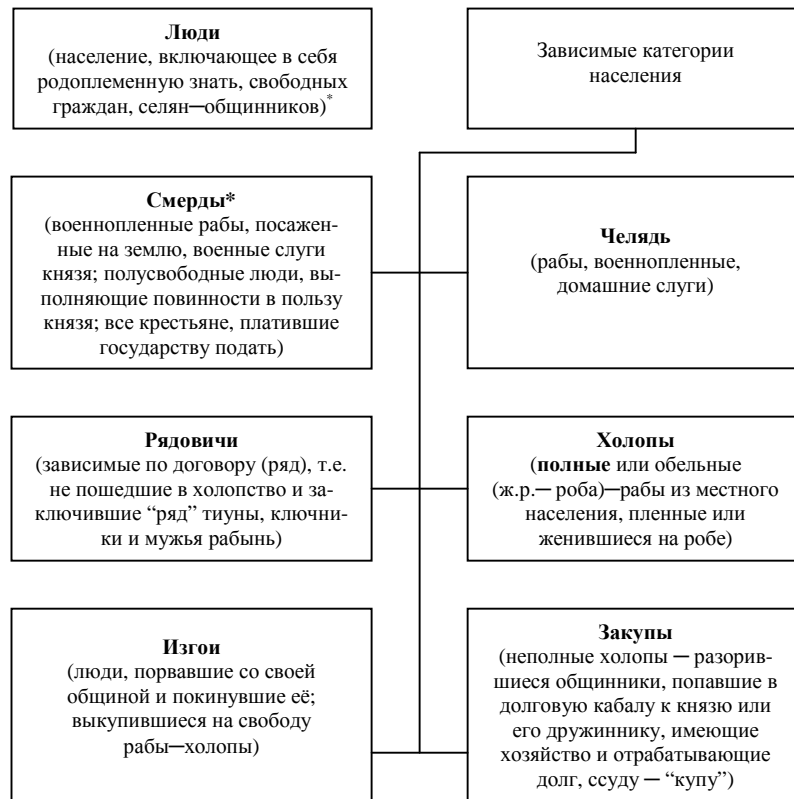 Люди
(население, включающее в себя
родоплеменную знать, свободных
граждан, селян—общинников)*
Зависимые категории
населения
Смерды*
(военнопленные рабы, посажен-
ные на землю, военные слуги
князя; полусвободные люди, вы-
полняющие повинности в пользу
князя; все крестьяне, платившие
государству подать)
Челядь
(рабы, военнопленные,
домашние слуги)
Рядовичи
(зависимые по договору (ряд), т.е.
не пошедшие в холопство и за-
ключившие “ряд” тиуны, ключни-
ки и мужья рабынь)
Холопы
(полные или обельные
(ж.р.— роба)—рабы из местного
населения, пленные или
женившиеся на робе)
Изгои
(люди, порвавшие со своей
общиной и покинувшие её;
выкупившиеся на свободу
рабы—холопы)
Закупы
(неполные холопы — разорив-
шиеся общинники, попавшие в
долговую кабалу к князю или
его дружиннику, имеющие
хозяйство и отрабатывающие
долг, ссуду — “купу”)